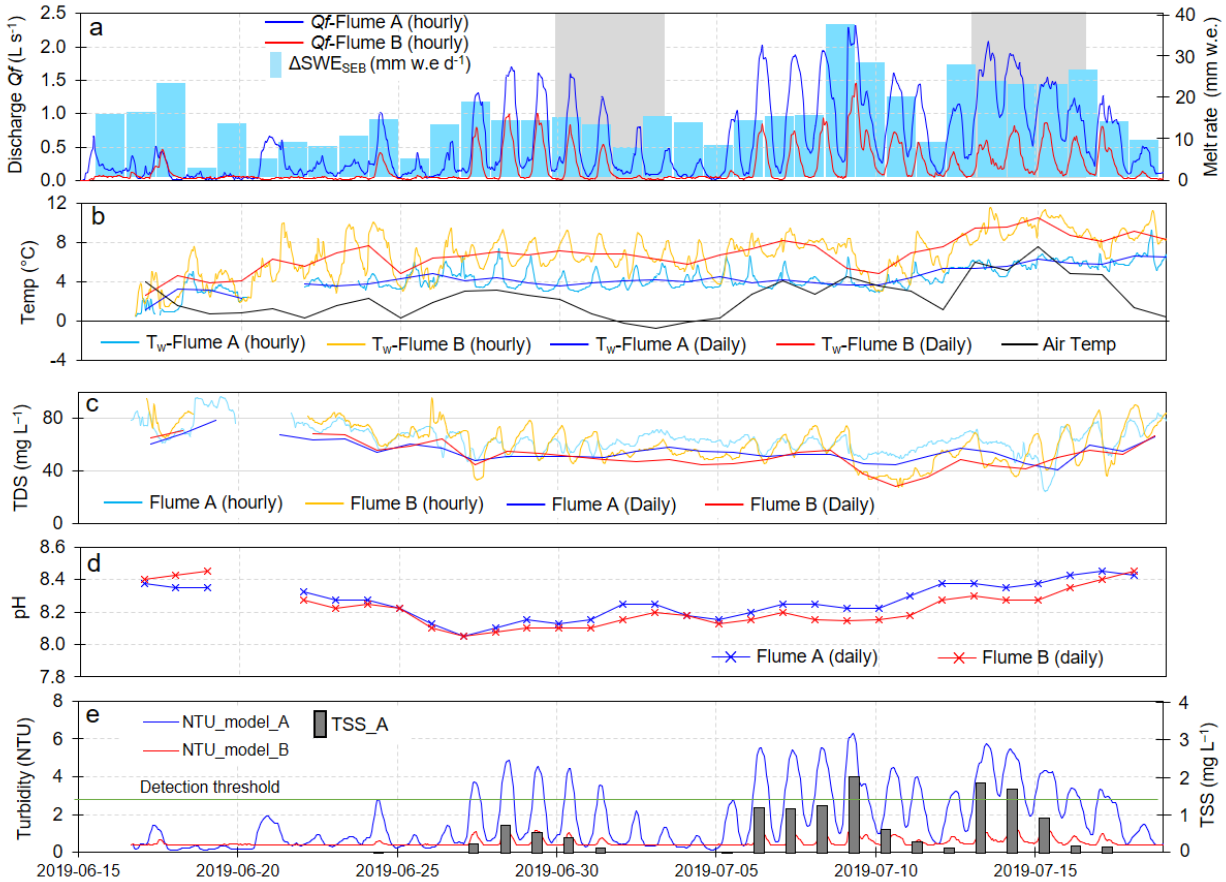 a
Qf-Flume A (hourly)
Qf-Flume B (hourly)
ΔSWE_SEB (mm w.e d⁻¹)
Discharge Qf (L s⁻¹)
2.5
2.0
1.5
1.0
0.5
0.0
40
30
20
10
0
Melt rate (mm w.e.)
b
Temp (°C)
12
8
4
0
-4
T_w-Flume A (hourly)
T_w-Flume B (hourly)
T_w-Flume A (Daily)
T_w-Flume B (Daily)
Air Temp
c
TDS (mg L⁻¹)
80
40
0
Flume A (hourly)
Flume B (hourly)
Flume A (Daily)
Flume B (Daily)
d
pH
8.6
8.4
8.2
8.0
7.8
Flume A (daily)
Flume B (daily)
e
Turbidity (NTU)
8
6
4
2
0
NTU_model_A
NTU_model_B
TSS_A
Detection threshold
4
3
2
1
0
TSS (mg L⁻¹)
2019-06-15
2019-06-20
2019-06-25
2019-06-30
2019-07-05
2019-07-10
2019-07-15